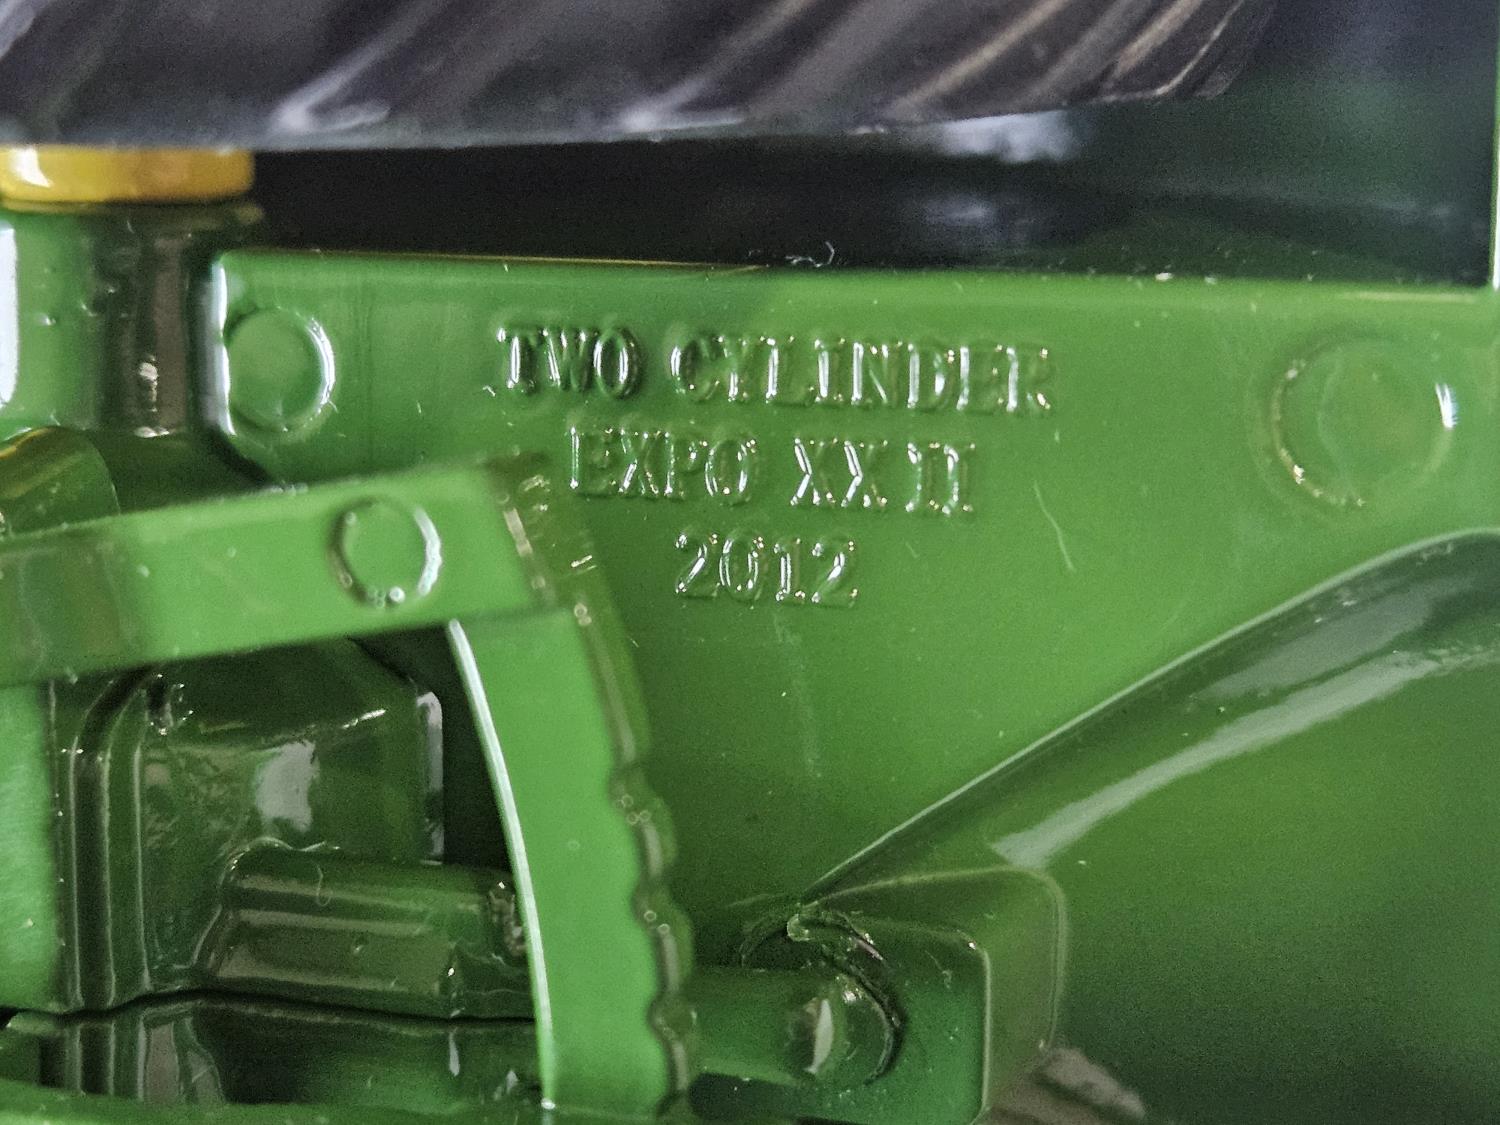 TWO CYLINDER
EXPO XX II
2012